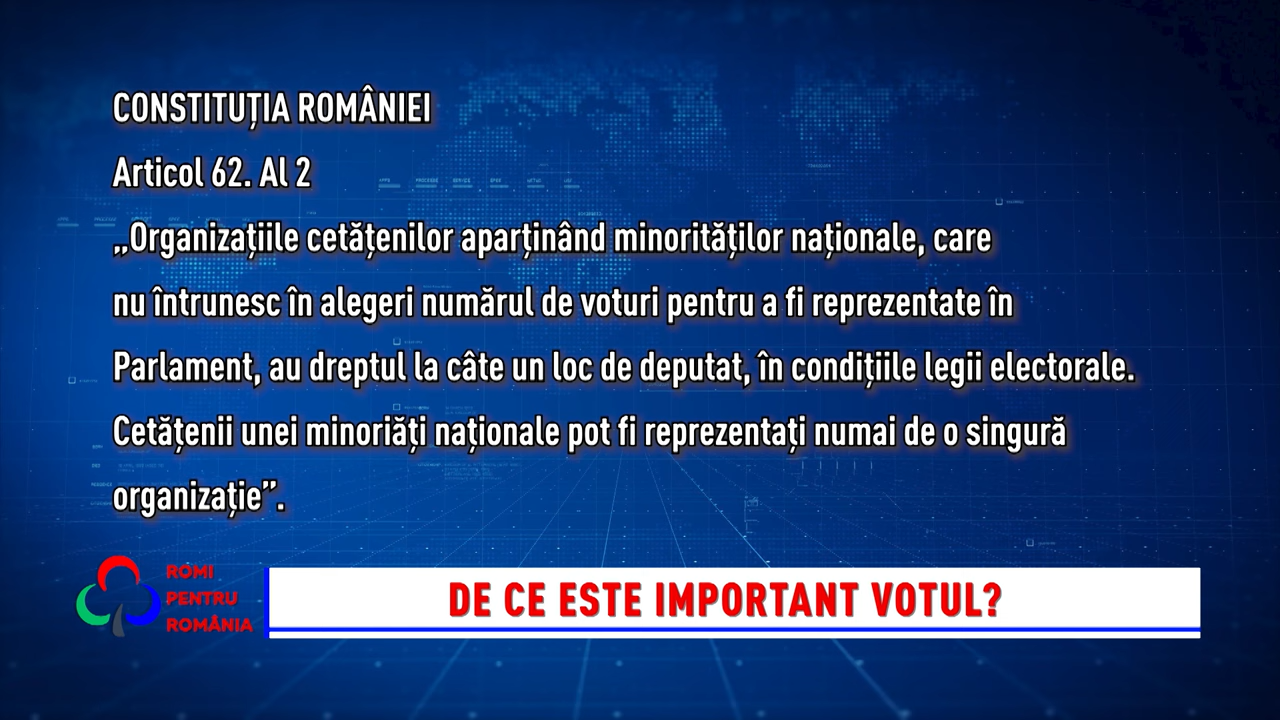 CONSTITUȚIA ROMÂNIEI
Articol 62. Al 2
„Organizațiile cetățenilor aparținând minorităților naționale, care
nu întrunesc în alegeri numărul de voturi pentru a fi reprezentate în
Parlament, au dreptul la câte un loc de deputat, în condițiile legii electorale.
Cetățenii unei minoriăți naționale pot fi reprezentați numai de o singură
organizație”.
ROMI
PENTRU
ROMÂNIA
DE CE ESTE IMPORTANT VOTUL?